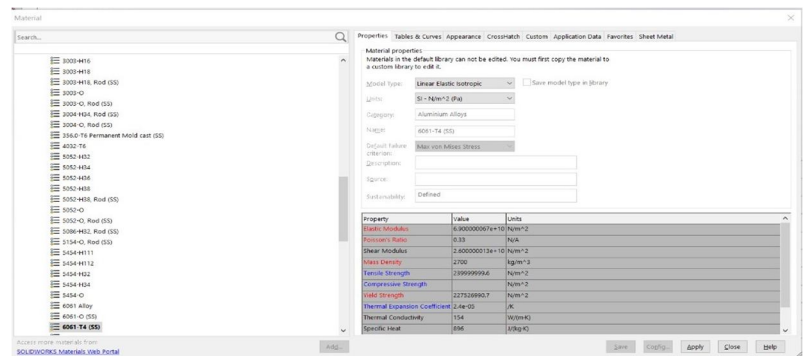 Material
Search...
3003-H16
3003-H18
3003-H18, Rod (SS)
3003-O
3003-O, Rod (SS)
3004-H34, Rod (SS)
3004-O, Rod (SS)
356.0-T6 Permanent Mold cast (SS)
4032-T6
5052-H32
5052-H34
5052-H36
5052-H38
5052-H38, Rod (SS)
5052-O
5052-O, Rod (SS)
5086-H32, Rod (SS)
5154-O, Rod (SS)
5454-H111
5454-H112
5454-H32
5454-H34
5454-O
6061 Alloy
6061-O (SS)
6061-T4 (SS)
Access more materials from
SOLIDWORKS Materials Web Portal
Add...
Properties Tables & Curves Appearance CrossHatch Custom Application Data Favorites Sheet Metal
Material properties
Materials in the default library can not be edited. You must first copy the material to
a custom library to edit it.
Model Type: Linear Elastic Isotropic Save model type in library
Units: SI - N/m^2 (Pa)
Category: Aluminium Alloys
Name: 6061-T4 (SS)
Default failure criterion: Max von Mises Stress
Description:
Source:
Sustainability: Defined
Property Value Units
Elastic Modulus 6.900000067e+10 N/m^2
Poisson's Ratio 0.33 N/A
Shear Modulus 2.600000013e+10 N/m^2
Mass Density 2700 kg/m^3
Tensile Strength 239999999.6 N/m^2
Compressive Strength N/m^2
Yield Strength 227526990.7 N/m^2
Thermal Expansion Coefficient 2.4e-05 /K
Thermal Conductivity 154 W/(m·K)
Specific Heat 896 J/(kg·K)
Save Config... Apply Close Help